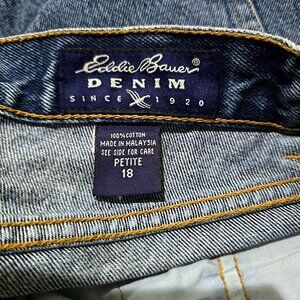 Eddie Bauer®
DENIM
SINCE 1920
100% COTTON
MADE IN MALAYSIA
SEE SIDE FOR CARE
PETITE
18